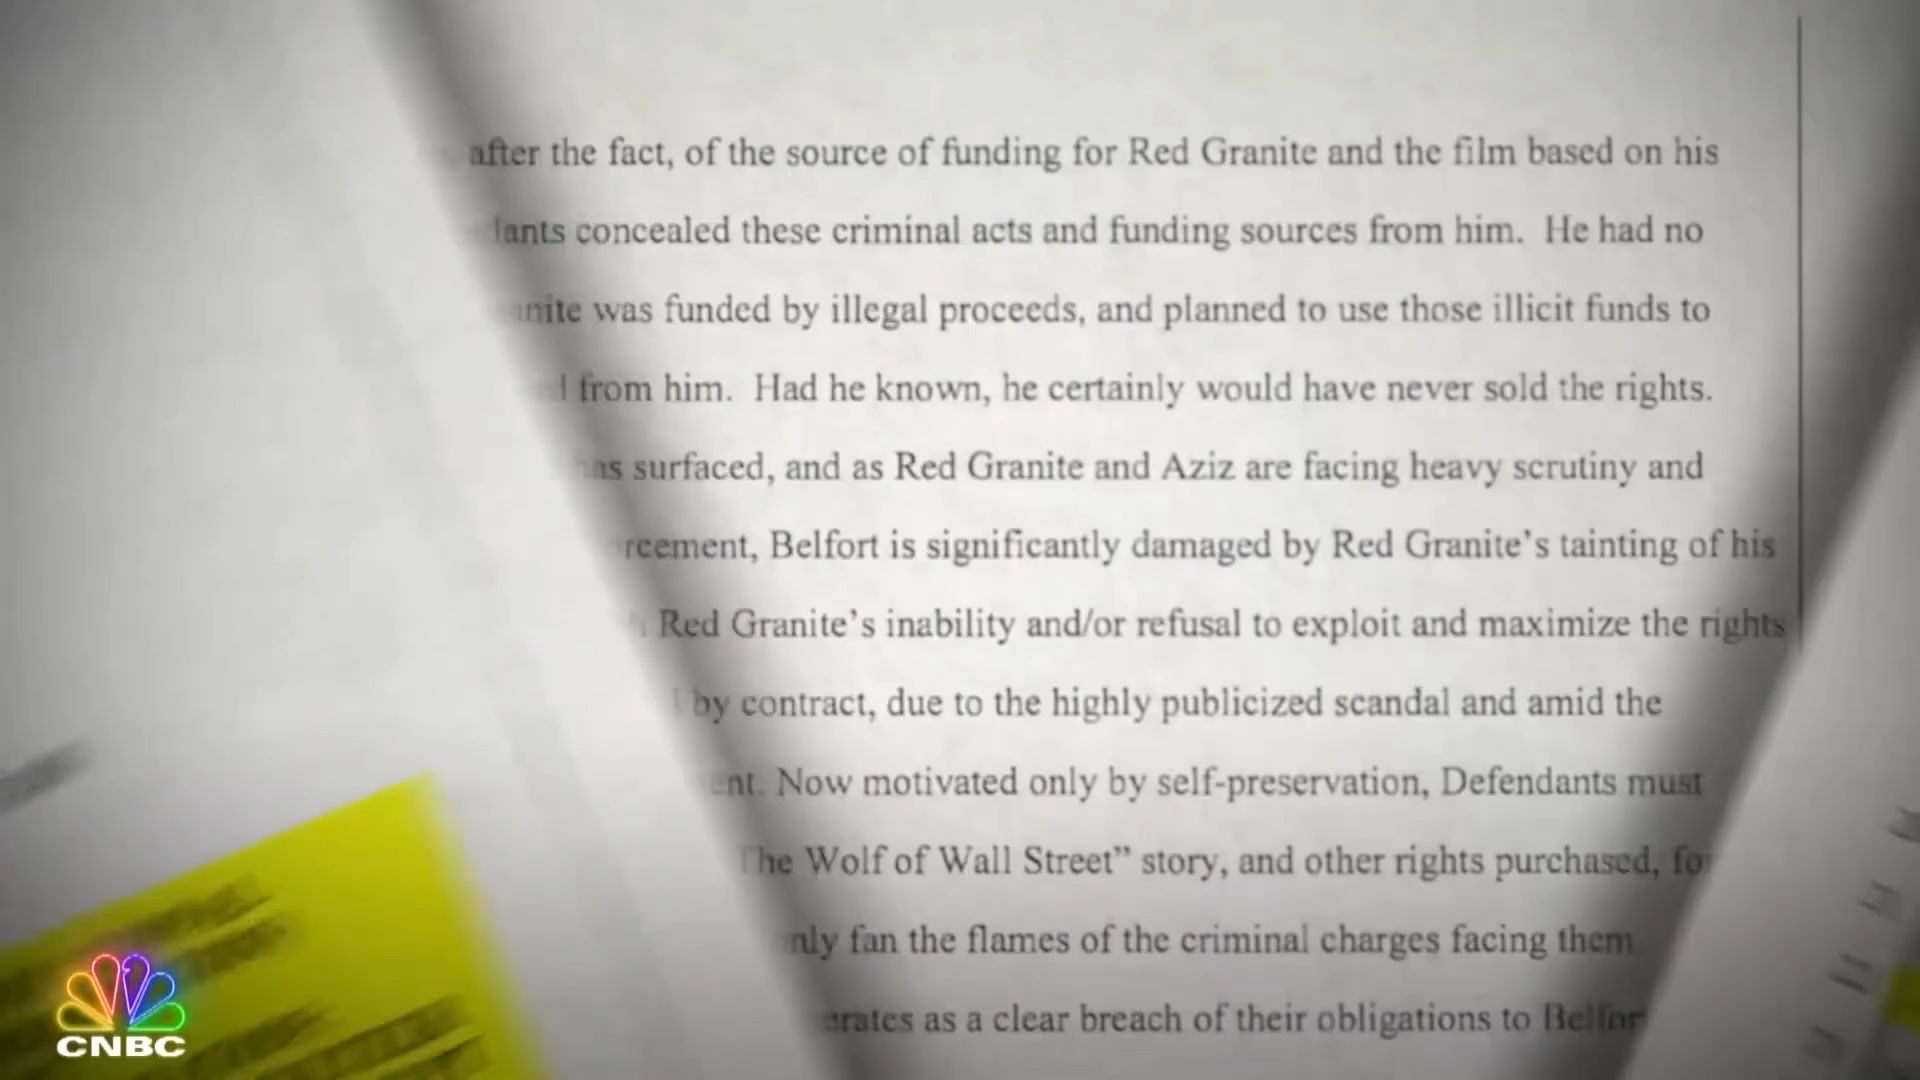 after the fact, of the source of funding for Red Granite and the film based on his
concealed these criminal acts and funding sources from him. He had no
was funded by illegal proceeds, and planned to use those illicit funds to
from him. Had he known, he certainly would have never sold the rights.
surfaced, and as Red Granite and Aziz are facing heavy scrutiny and
rcement, Belfort is significantly damaged by Red Granite's tainting of his
Red Granite's inability and/or refusal to exploit and maximize the rights
by contract, due to the highly publicized scandal and amid the
ent. Now motivated only by self-preservation, Defendants must
The Wolf of Wall Street” story, and other rights purchased, for
nly fan the flames of the criminal charges facing them
as a clear breach of their obligations to Belfor
CNBC